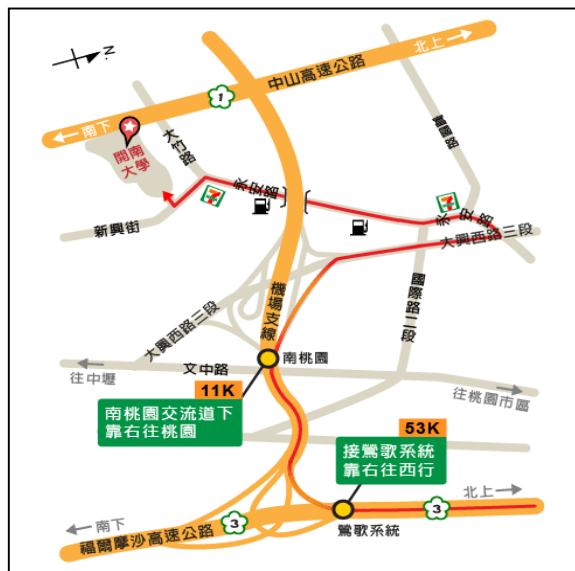 N.
北上
中山高速公路
1
南下
開南
大學
大竹路
富國路
永安路
7
7
永安路
新興街
大興西路三段
機場支線
國際路二段
大興西路三段
南桃園
文中路
往中壢
往桃園市區
11K
南桃園交流道下
靠右往桃園
53K
接鶯歌系統
靠右往西行
北上
3
南下
3
鶯歌系統
福爾摩沙高速公路